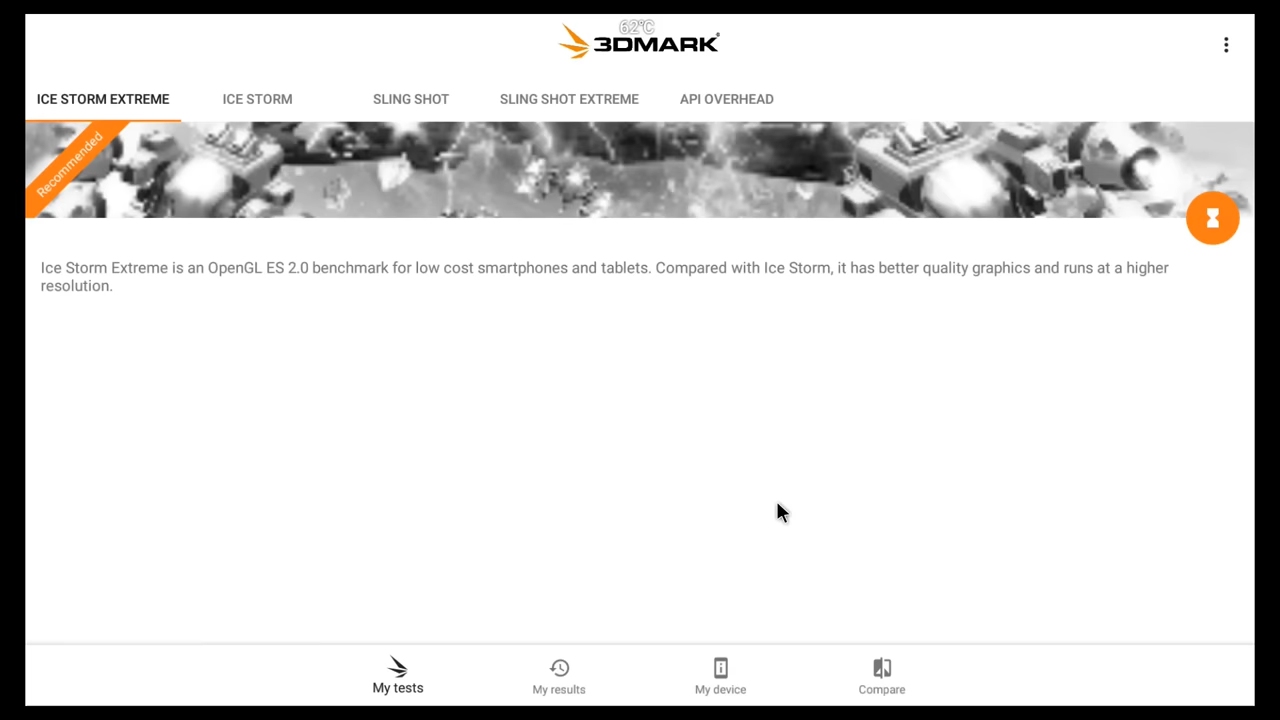 62°C
3DMARK®
ICE STORM EXTREME
ICE STORM
SLING SHOT
SLING SHOT EXTREME
API OVERHEAD
Recommended
Ice Storm Extreme is an OpenGL ES 2.0 benchmark for low cost smartphones and tablets. Compared with Ice Storm, it has better quality graphics and runs at a higher
resolution.
My tests
My results
My device
Compare